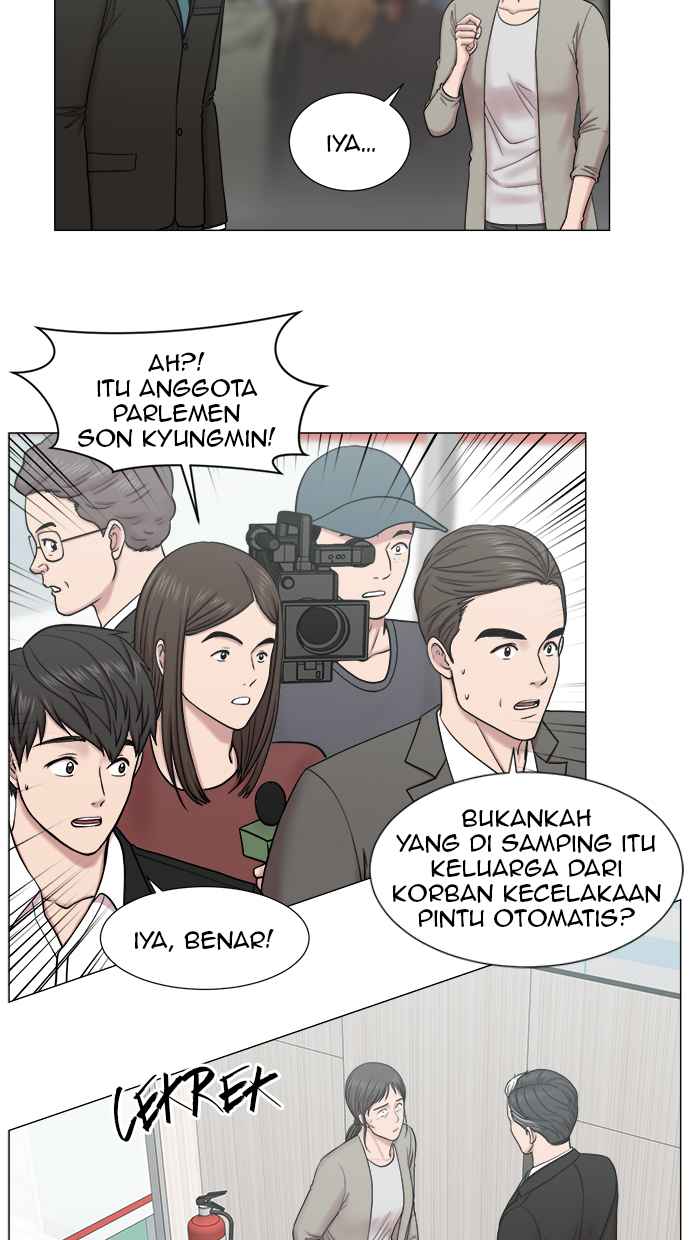 IYA...
AH?!
ITU ANGGOTA
PARLEMEN
SON KYUNGMIN!
BUKANKAH
YANG DI SAMPING ITU
KELUARGA DARI
KORBAN KECELAKAAN
PINTU OTOMATIS?
IYA, BENAR!
CEKREK